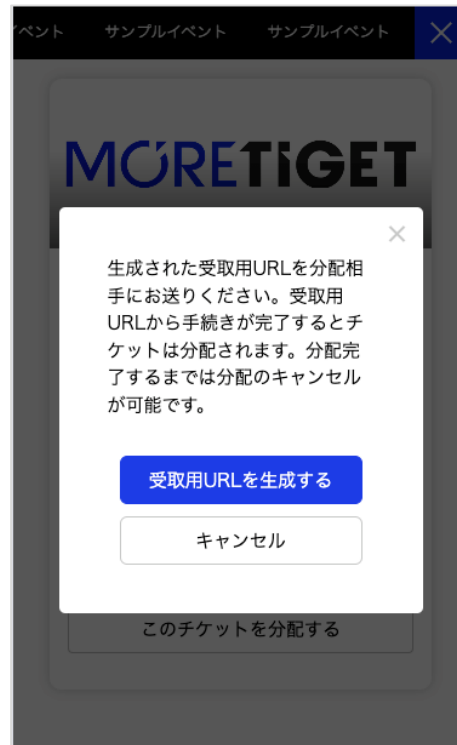 ベント サンプルイベント サンプルイベント
MORETIGET
生成された受取用URLを分配相
手にお送りください。受取用
URLから手続きが完了するとチ
ケットは分配されます。分配完
了するまでは分配のキャンセル
が可能です。
受取用URLを生成する
キャンセル
このチケットを分配する